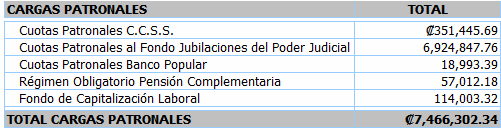 CARGAS PATRONALES TOTAL
Cuotas Patronales C.C.S.S. ₡351,445.69
Cuotas Patronales al Fondo Jubilaciones del Poder Judicial 6,924,847.76
Cuotas Patronales Banco Popular 18,993.39
Régimen Obligatorio Pensión Complementaria 57,012.18
Fondo de Capitalización Laboral 114,003.32
TOTAL CARGAS PATRONALES ₡7,466,302.34